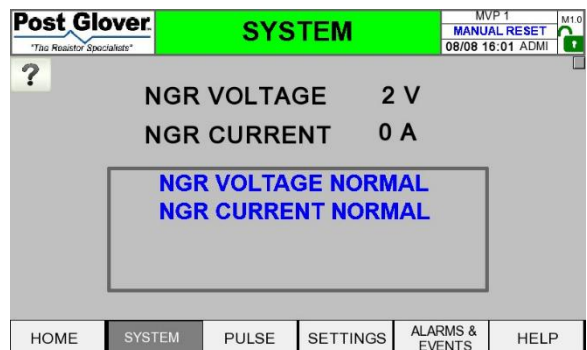 Post Glover.
"The Resistor Specialists"
SYSTEM
MVP 1
MANUAL RESET
08/08 16:01 ADMI
M1.0
?
NGR VOLTAGE 2 V
NGR CURRENT 0 A
NGR VOLTAGE NORMAL
NGR CURRENT NORMAL
HOME
SYSTEM
PULSE
SETTINGS
ALARMS &
EVENTS
HELP